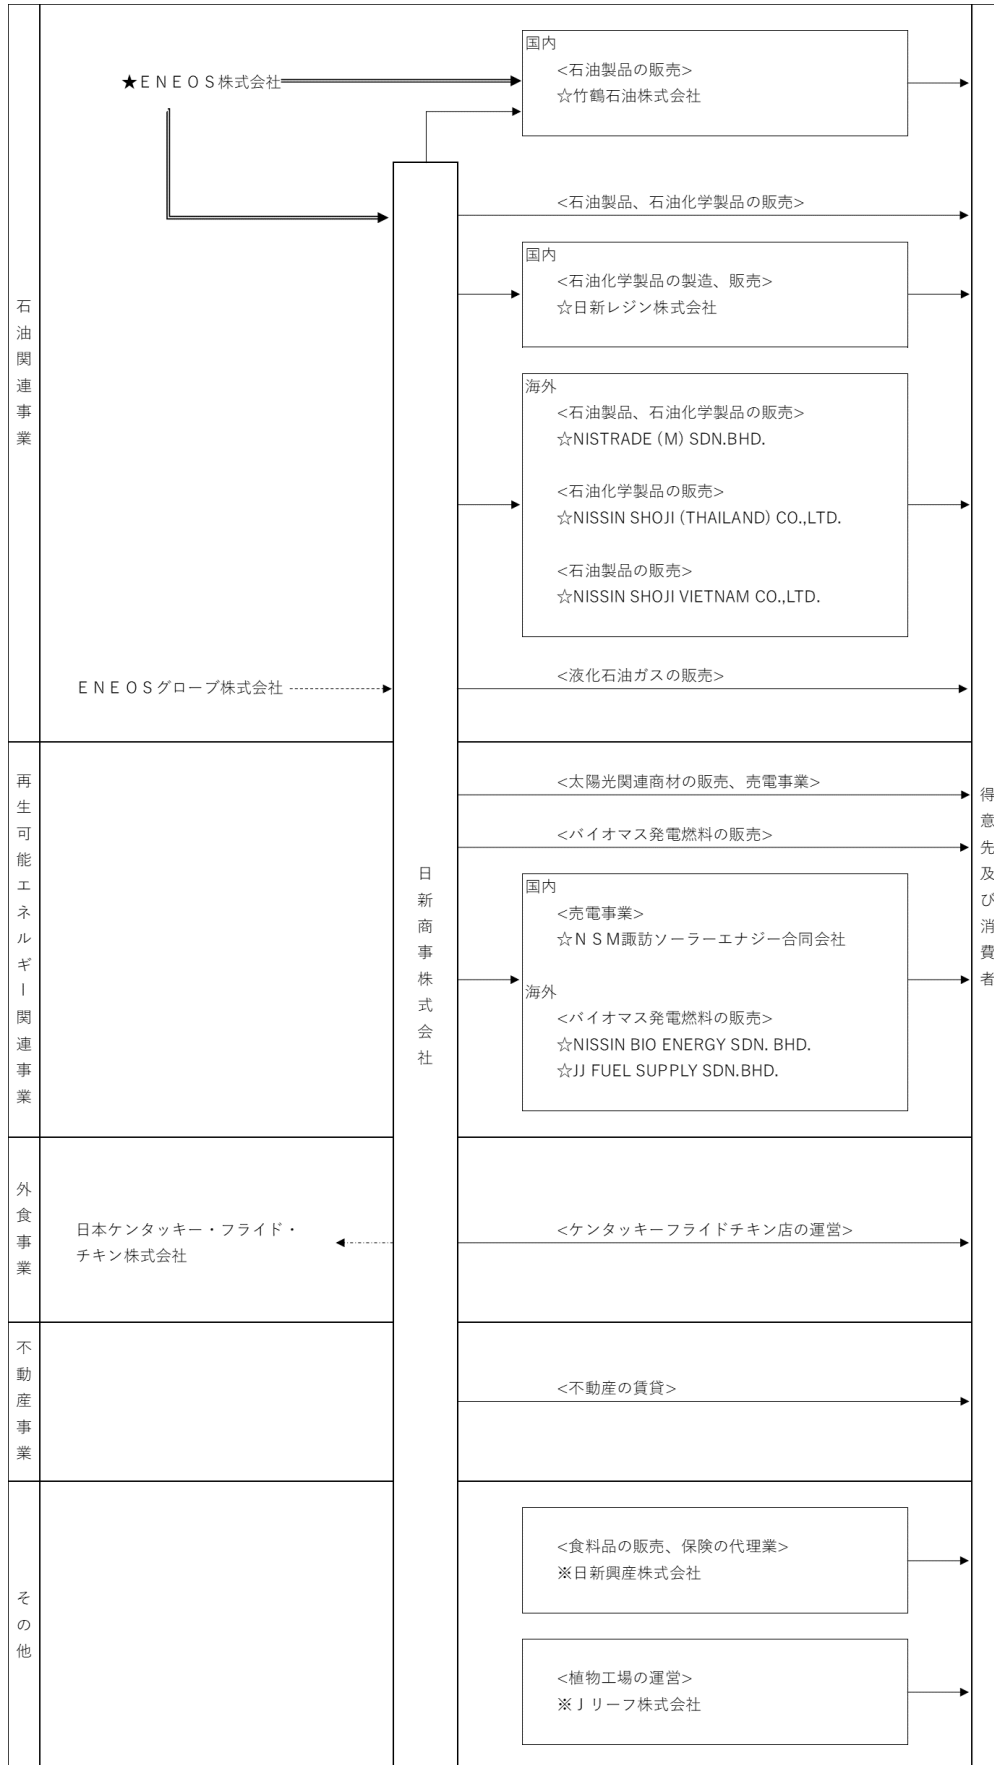 石油関連事業
★ＥＮＥＯＳ株式会社
国内
<石油製品の販売>
☆竹鶴石油株式会社
<石油製品、石油化学製品の販売>
国内
<石油化学製品の製造、販売>
☆日新レジン株式会社
海外
<石油製品、石油化学製品の販売>
☆NISTRADE (M) SDN.BHD.
<石油化学製品の販売>
☆NISSIN SHOJI (THAILAND) CO.,LTD.
<石油製品の販売>
☆NISSIN SHOJI VIETNAM CO.,LTD.
ＥＮＥＯＳグローブ株式会社
<液化石油ガスの販売>
再生可能エネルギー関連事業
日新商事株式会社
<太陽光関連商材の販売、売電事業>
<バイオマス発電燃料の販売>
国内
<売電事業>
☆ＮＳＭ諏訪ソーラーエナジー合同会社
海外
<バイオマス発電燃料の販売>
☆NISSIN BIO ENERGY SDN. BHD.
☆JJ FUEL SUPPLY SDN.BHD.
得意先及び消費者
外食事業
日本ケンタッキー・フライド・
チキン株式会社
<ケンタッキーフライドチキン店の運営>
不動産事業
<不動産の賃貸>
その他
<食料品の販売、保険の代理業>
※日新興産株式会社
<植物工場の運営>
※Ｊリーフ株式会社